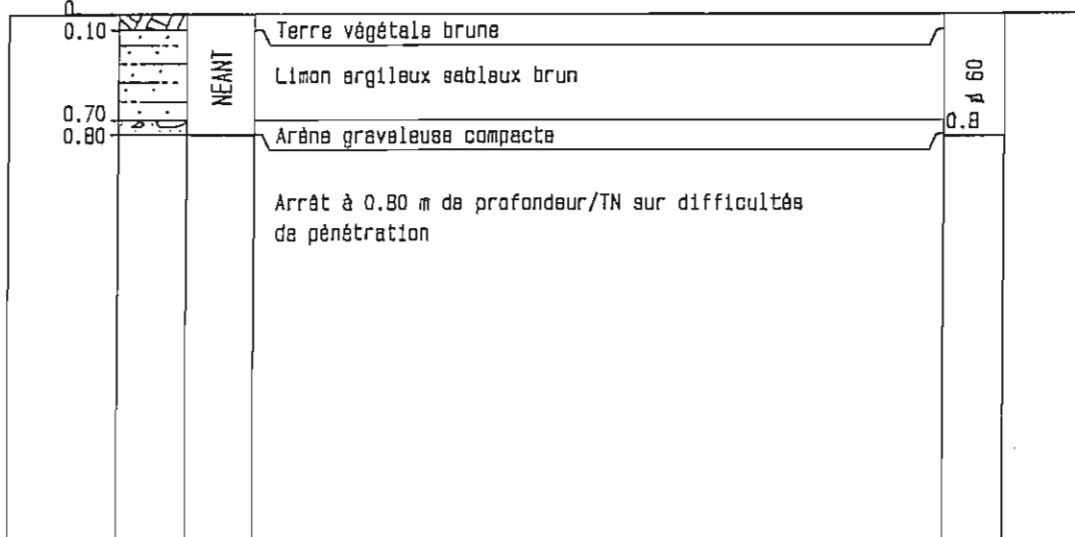 0.
0.10
Terre végétale brune
NEANT
Limon argileux sableux brun
ø 60
0.70
0.8
0.80
Arène graveleuse compacte
Arrêt à 0.80 m de profondeur/TN sur difficultés
de pénétration